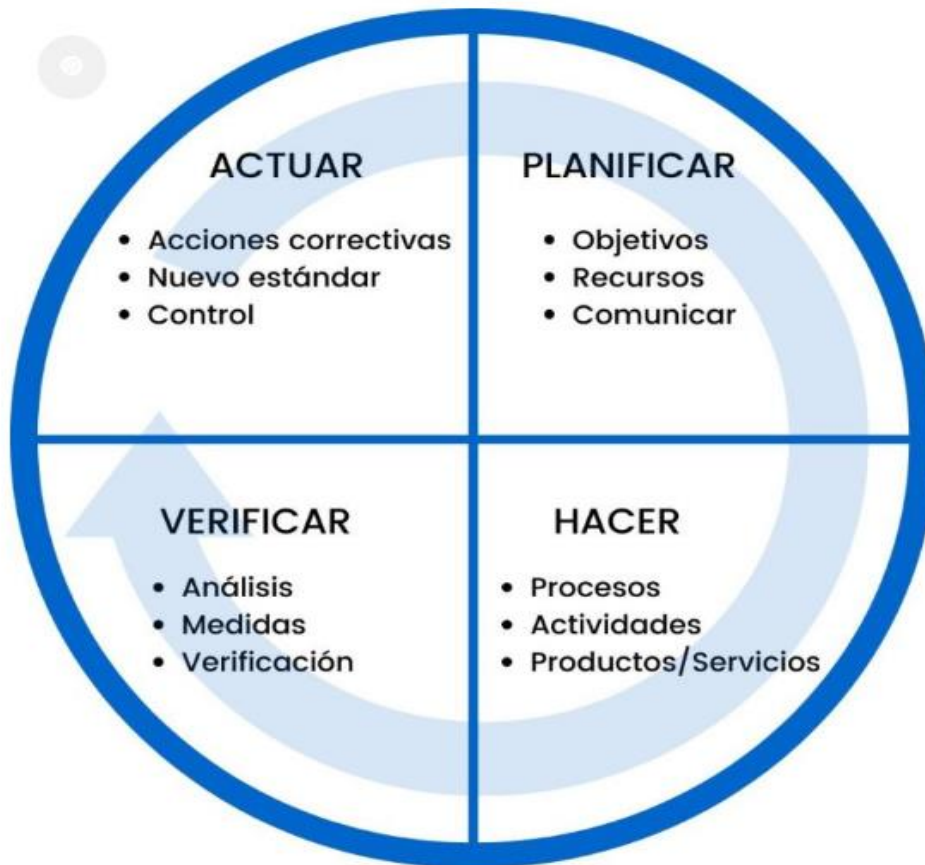 ACTUAR
• Acciones correctivas
• Nuevo estándar
• Control
PLANIFICAR
• Objetivos
• Recursos
• Comunicar
VERIFICAR
• Análisis
• Medidas
• Verificación
HACER
• Procesos
• Actividades
• Productos/Servicios